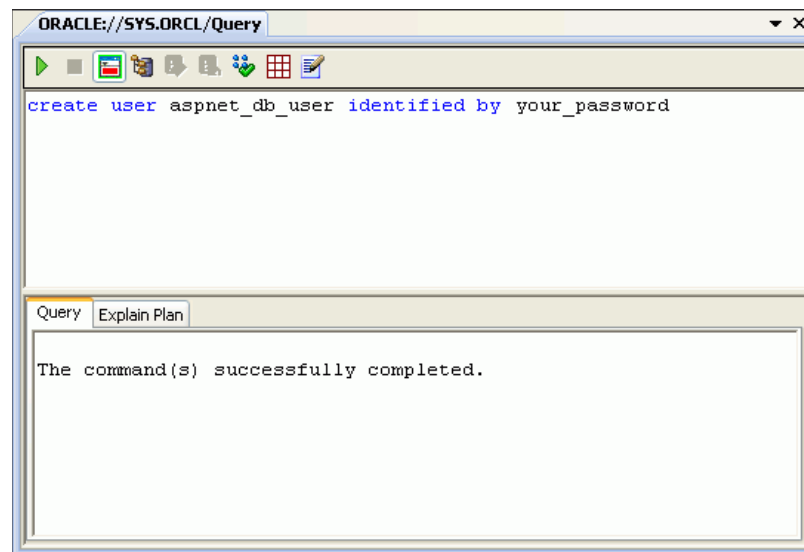 ORACLE://SYS.ORCL/Query
create user aspnet_db_user identified by your_password
Query Explain Plan
The command(s) successfully completed.